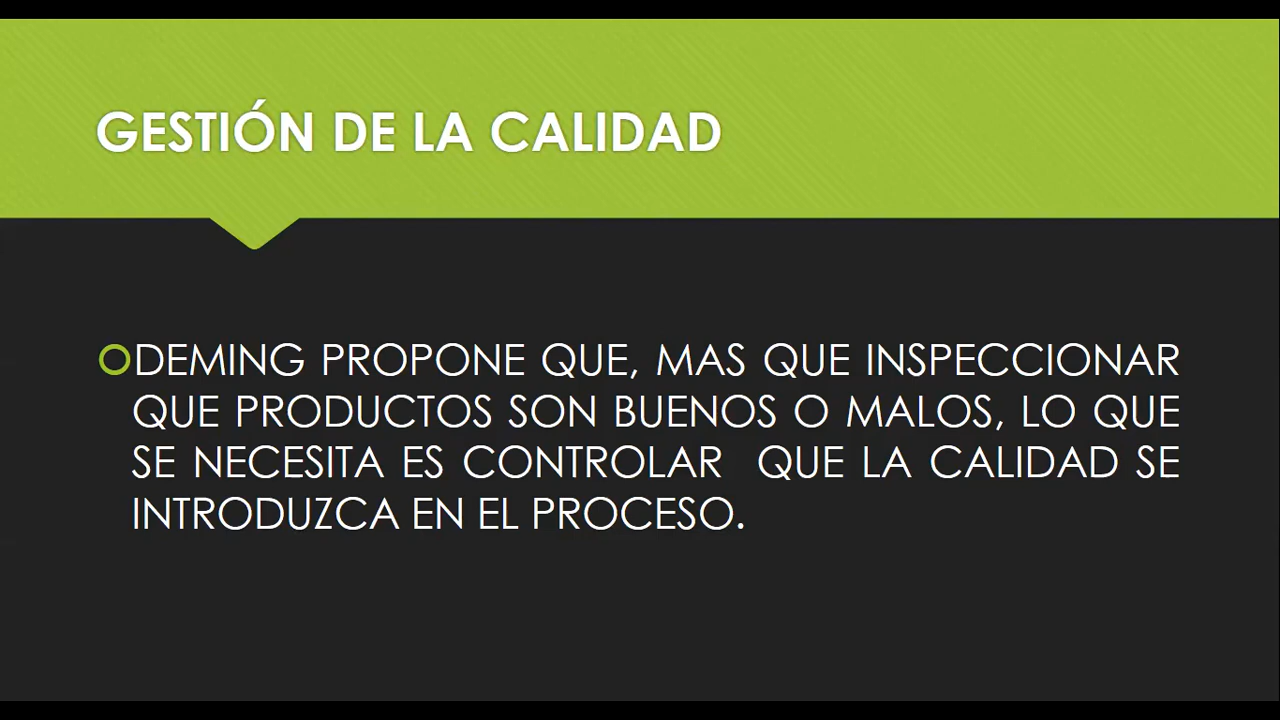 GESTIÓN DE LA CALIDAD
DEMING PROPONE QUE, MAS QUE INSPECCIONAR
QUE PRODUCTOS SON BUENOS O MALOS, LO QUE
SE NECESITA ES CONTROLAR  QUE LA CALIDAD SE
INTRODUZCA EN EL PROCESO.